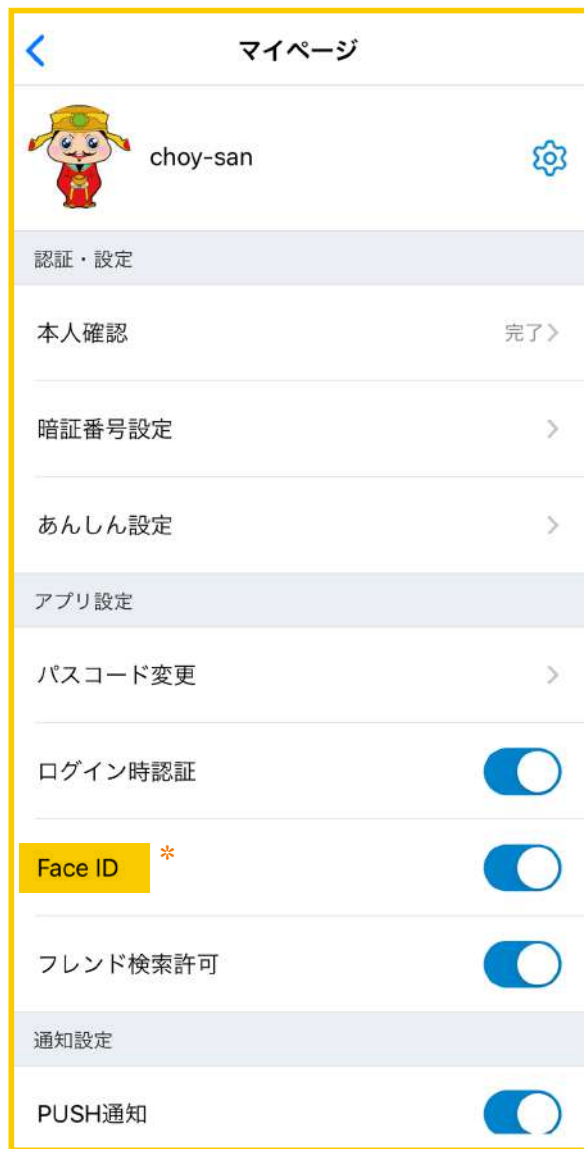 マイページ
choy-san
認証・設定
本人確認 完了
暗証番号設定
あんしん設定
アプリ設定
パスコード変更
ログイン時認証
Face ID *
フレンド検索許可
通知設定
PUSH通知